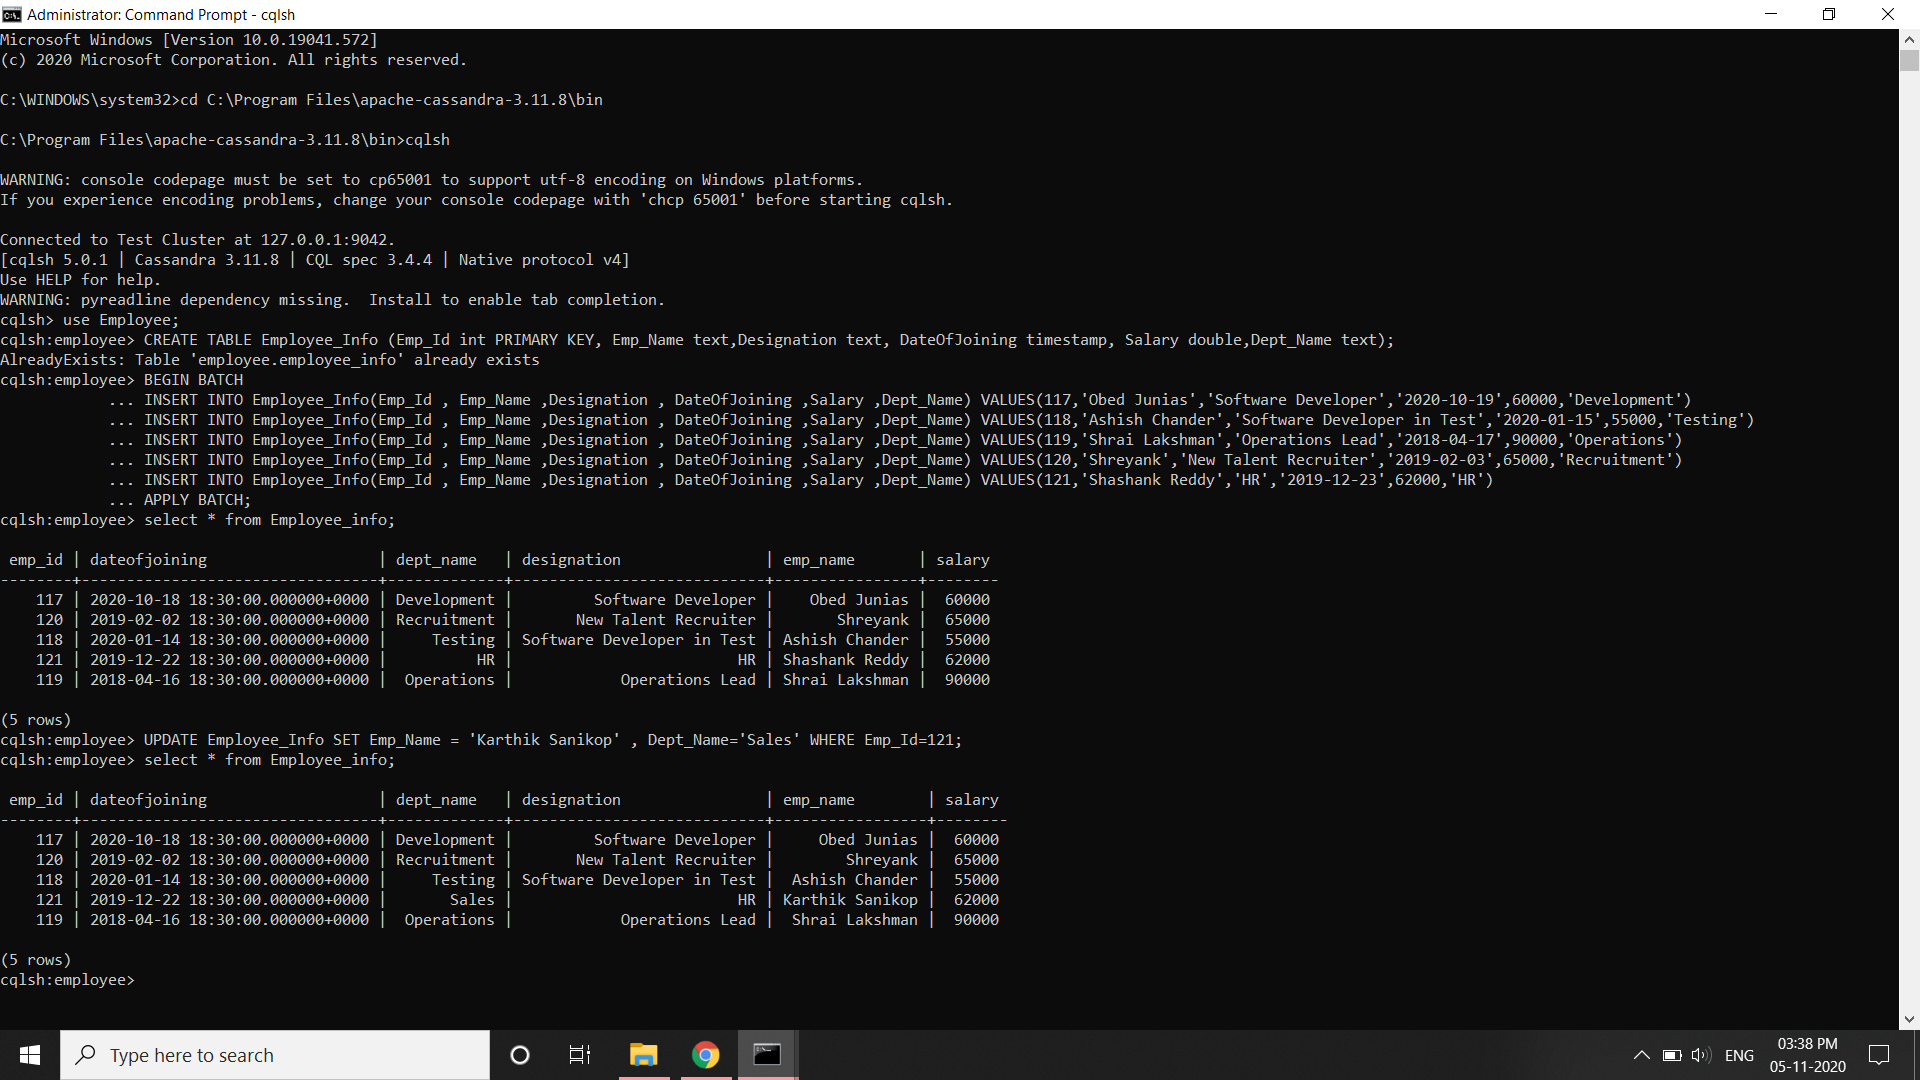 Administrator: Command Prompt - cqlsh
Microsoft Windows [Version 10.0.19041.572]
(c) 2020 Microsoft Corporation. All rights reserved.
C:\WINDOWS\system32>cd C:\Program Files\apache-cassandra-3.11.8\bin
C:\Program Files\apache-cassandra-3.11.8\bin>cqlsh
WARNING: console codepage must be set to cp65001 to support utf-8 encoding on Windows platforms.
If you experience encoding problems, change your console codepage with 'chcp 65001' before starting cqlsh.
Connected to Test Cluster at 127.0.0.1:9042.
[cqlsh 5.0.1 | Cassandra 3.11.8 | CQL spec 3.4.4 | Native protocol v4]
Use HELP for help.
WARNING: pyreadline dependency missing.  Install to enable tab completion.
cqlsh> use Employee;
cqlsh:employee> CREATE TABLE Employee_Info (Emp_Id int PRIMARY KEY, Emp_Name text,Designation text, DateOfJoining timestamp, Salary double,Dept_Name text);
AlreadyExists: Table 'employee.employee_info' already exists
cqlsh:employee> BEGIN BATCH
            ... INSERT INTO Employee_Info(Emp_Id , Emp_Name ,Designation , DateOfJoining ,Salary ,Dept_Name) VALUES(117,'Obed Junias','Software Developer','2020-10-19',60000,'Development')
            ... INSERT INTO Employee_Info(Emp_Id , Emp_Name ,Designation , DateOfJoining ,Salary ,Dept_Name) VALUES(118,'Ashish Chander','Software Developer in Test','2020-01-15',55000,'Testing')
            ... INSERT INTO Employee_Info(Emp_Id , Emp_Name ,Designation , DateOfJoining ,Salary ,Dept_Name) VALUES(119,'Shrai Lakshman','Operations Lead','2018-04-17',90000,'Operations')
            ... INSERT INTO Employee_Info(Emp_Id , Emp_Name ,Designation , DateOfJoining ,Salary ,Dept_Name) VALUES(120,'Shreyank','New Talent Recruiter','2019-02-03',65000,'Recruitment')
            ... INSERT INTO Employee_Info(Emp_Id , Emp_Name ,Designation , DateOfJoining ,Salary ,Dept_Name) VALUES(121,'Shashank Reddy','HR','2019-12-23',62000,'HR')
            ... APPLY BATCH;
cqlsh:employee> select * from Employee_info;
 emp_id | dateofjoining                   | dept_name   | designation                | emp_name       | salary
--------+---------------------------------+-------------+----------------------------+----------------+--------
    117 | 2020-10-18 18:30:00.000000+0000 | Development |         Software Developer |    Obed Junias |  60000
    120 | 2019-02-02 18:30:00.000000+0000 | Recruitment |       New Talent Recruiter |       Shreyank |  65000
    118 | 2020-01-14 18:30:00.000000+0000 |     Testing | Software Developer in Test | Ashish Chander |  55000
    121 | 2019-12-22 18:30:00.000000+0000 |          HR |                         HR | Shashank Reddy |  62000
    119 | 2018-04-16 18:30:00.000000+0000 |  Operations |            Operations Lead | Shrai Lakshman |  90000
(5 rows)
cqlsh:employee> UPDATE Employee_Info SET Emp_Name = 'Karthik Sanikop' , Dept_Name='Sales' WHERE Emp_Id=121;
cqlsh:employee> select * from Employee_info;
 emp_id | dateofjoining                   | dept_name   | designation                | emp_name        | salary
--------+---------------------------------+-------------+----------------------------+-----------------+--------
    117 | 2020-10-18 18:30:00.000000+0000 | Development |         Software Developer |     Obed Junias |  60000
    120 | 2019-02-02 18:30:00.000000+0000 | Recruitment |       New Talent Recruiter |        Shreyank |  65000
    118 | 2020-01-14 18:30:00.000000+0000 |     Testing | Software Developer in Test |  Ashish Chander |  55000
    121 | 2019-12-22 18:30:00.000000+0000 |       Sales |                         HR | Karthik Sanikop |  62000
    119 | 2018-04-16 18:30:00.000000+0000 |  Operations |            Operations Lead |  Shrai Lakshman |  90000
(5 rows)
cqlsh:employee>
Type here to search
ENG
03:38 PM
05-11-2020